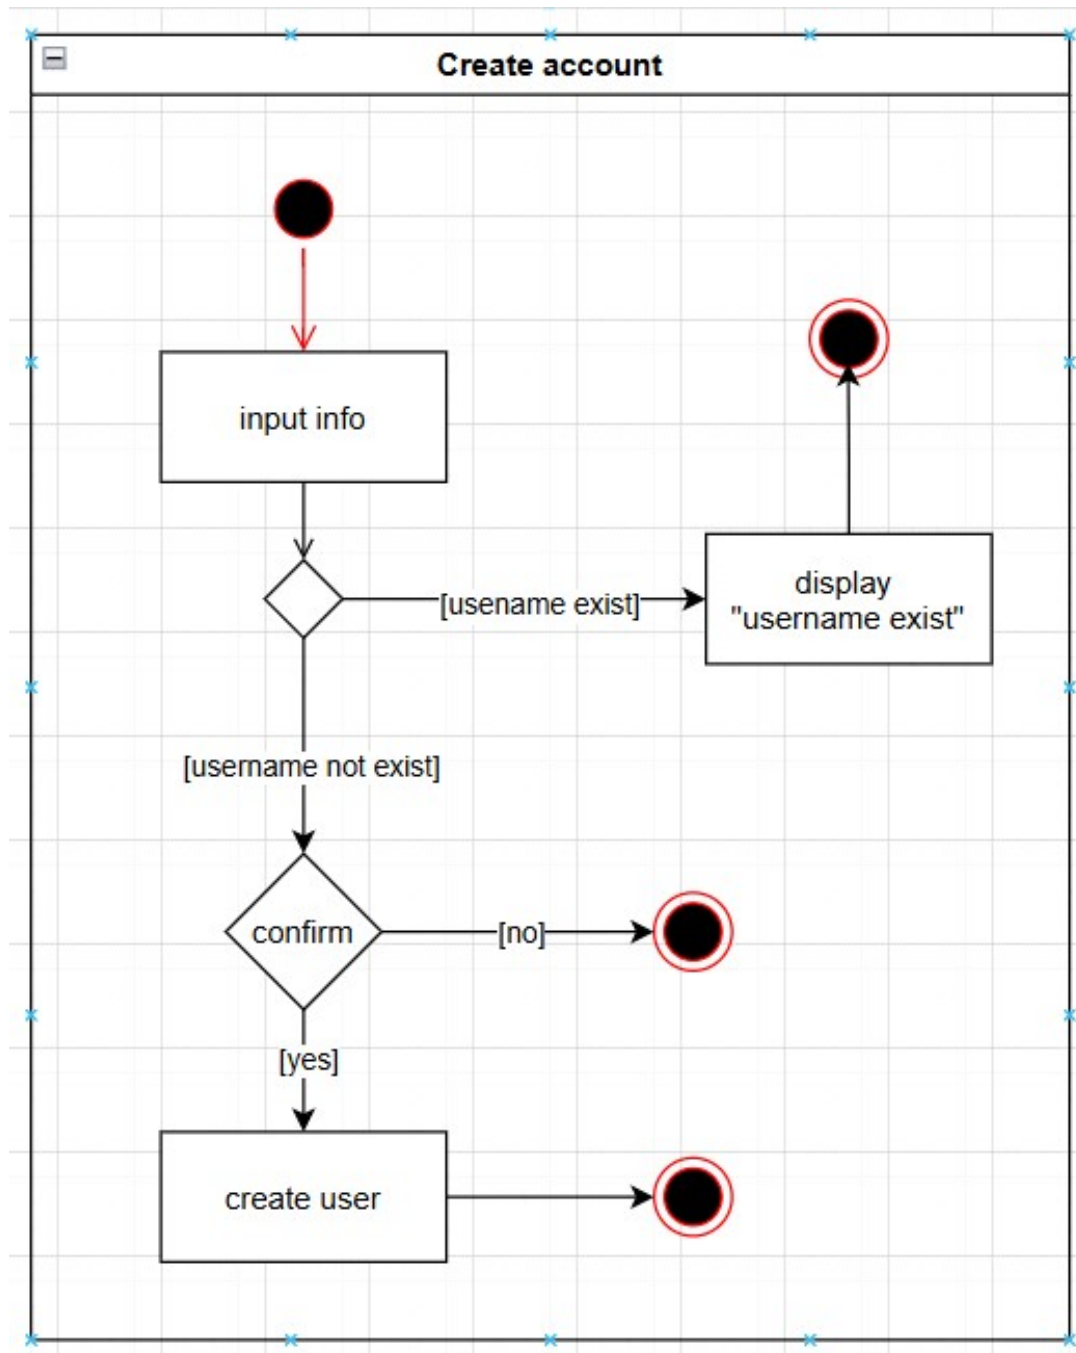 Create account
input info
[usename exist]
display
"username exist"
[username not exist]
confirm
[no]
[yes]
create user